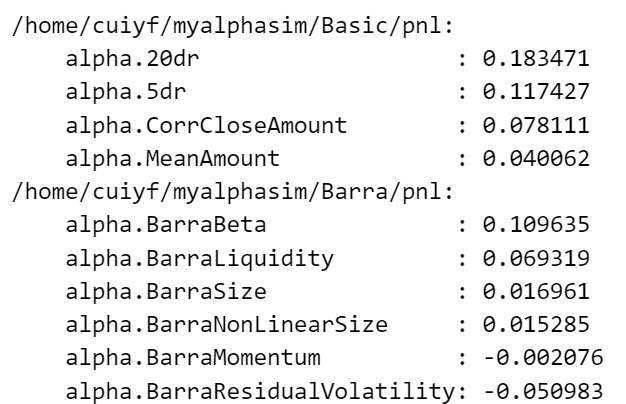 /home/cuiyf/myalphasim/Basic/pnl:
    alpha.20dr                   : 0.183471
    alpha.5dr                    : 0.117427
    alpha.CorrCloseAmount        : 0.078111
    alpha.MeanAmount             : 0.040062
/home/cuiyf/myalphasim/Barra/pnl:
    alpha.BarraBeta              : 0.109635
    alpha.BarraLiquidity         : 0.069319
    alpha.BarraSize              : 0.016961
    alpha.BarraNonLinearSize     : 0.015285
    alpha.BarraMomentum          : -0.002076
    alpha.BarraResidualVolatility: -0.050983